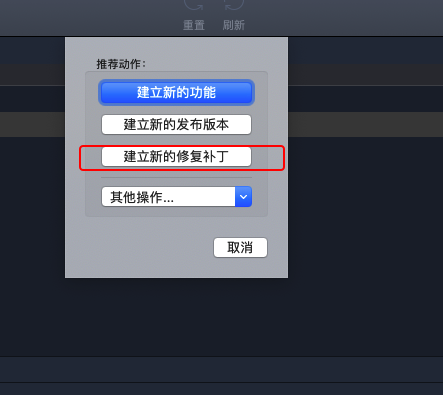 重置 刷新
推荐动作:
建立新的功能
建立新的发布版本
建立新的修复补丁
其他操作...
取消